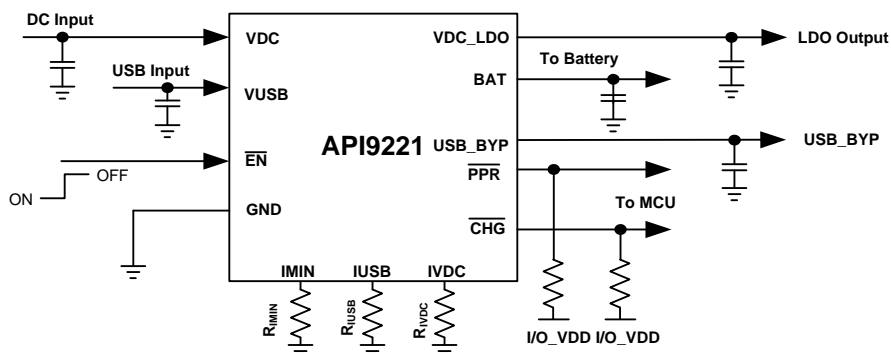 DC Input
VDC
VDC_LDO
LDO Output
To Battery
USB Input
BAT
VUSB
API9221
USB_BYP
USB_BYP
EN
PPR
OFF
ON
To MCU
GND
CHG
IMIN
IUSB
IVDC
RIMIN
RIUSB
RIVDC
I/O_VDD
I/O_VDD